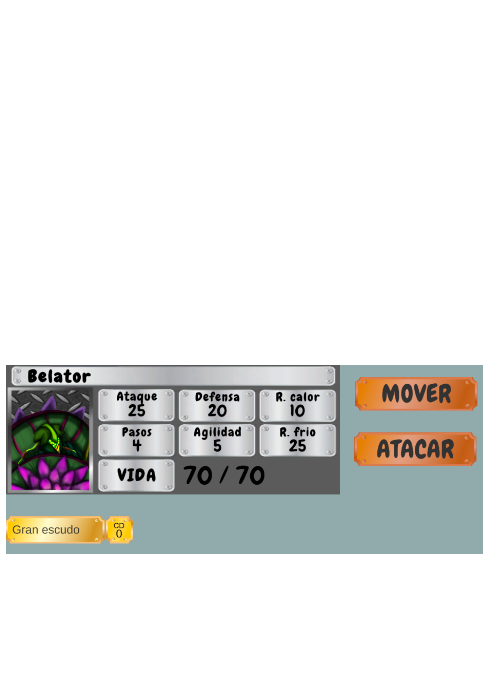 Belator
Ataque
25
Defensa
20
R. calor
10
Pasos
4
Agilidad
5
R. frio
25
VIDA
70 / 70
MOVER
ATACAR
Gran escudo
CD
0